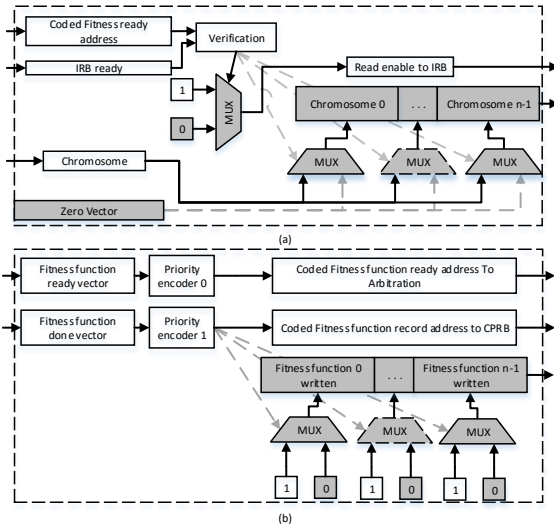 Coded Fitness ready
address
Verification
IRB ready
Read enable to IRB
1
0
MUX
Chromosome 0
. . .
Chromosome n-1
Chromosome
MUX
MUX
MUX
Zero Vector
(a)
Fitness function
ready vector
Priority
encoder 0
Coded Fitness function ready address To
Arbitration
Fitness function
done vector
Priority
encoder 1
Coded Fitness function record address to CPRB
Fitness function 0
written
. . .
Fitness function n-1
written
MUX
MUX
MUX
1
0
1
0
1
0
(b)